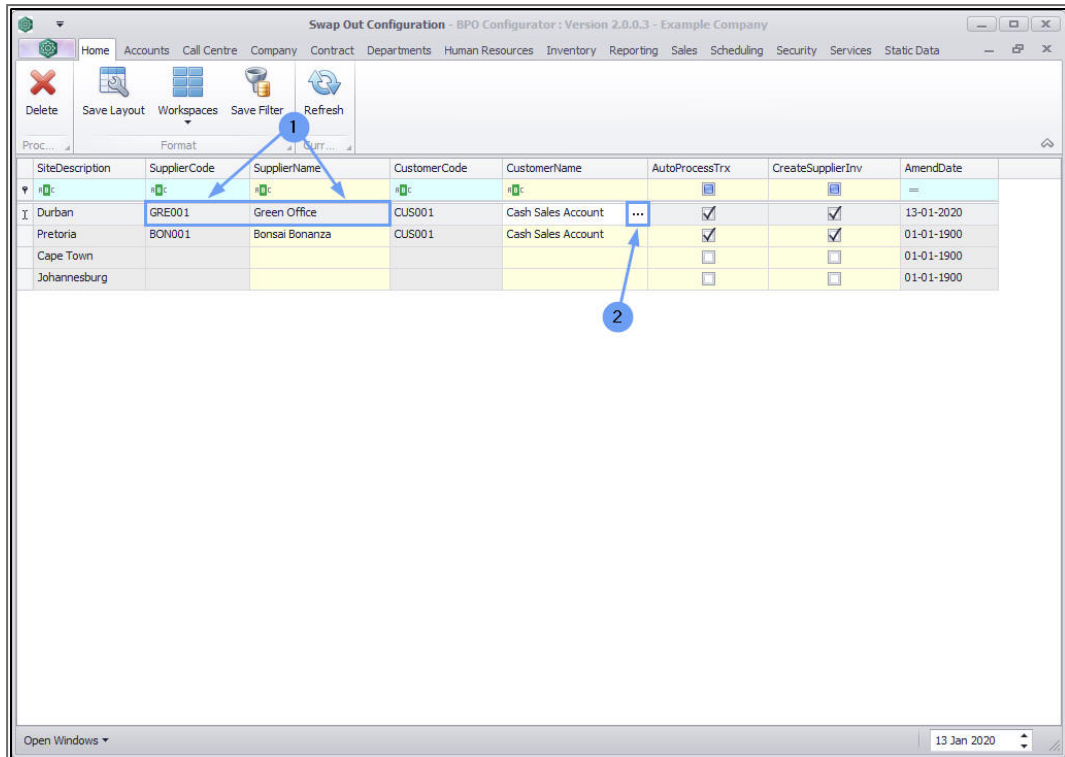 Swap Out Configuration - BPO Configurator : Version 2.0.0.3 - Example Company
Home Accounts Call Centre Company Contract Departments Human Resources Inventory Reporting Sales Scheduling Security Services Static Data
Delete Save Layout Workspaces Save Filter Refresh
1
Proc... Format Curr...
SiteDescription SupplierCode SupplierName CustomerCode CustomerName AutoProcessTrx CreateSupplierInv AmendDate
Durban GRE001 Green Office CUS001 Cash Sales Account ... 13-01-2020
Pretoria BON001 Bonsai Bonanza CUS001 Cash Sales Account 01-01-1900
Cape Town 01-01-1900
Johannesburg 01-01-1900
2
Open Windows 13 Jan 2020